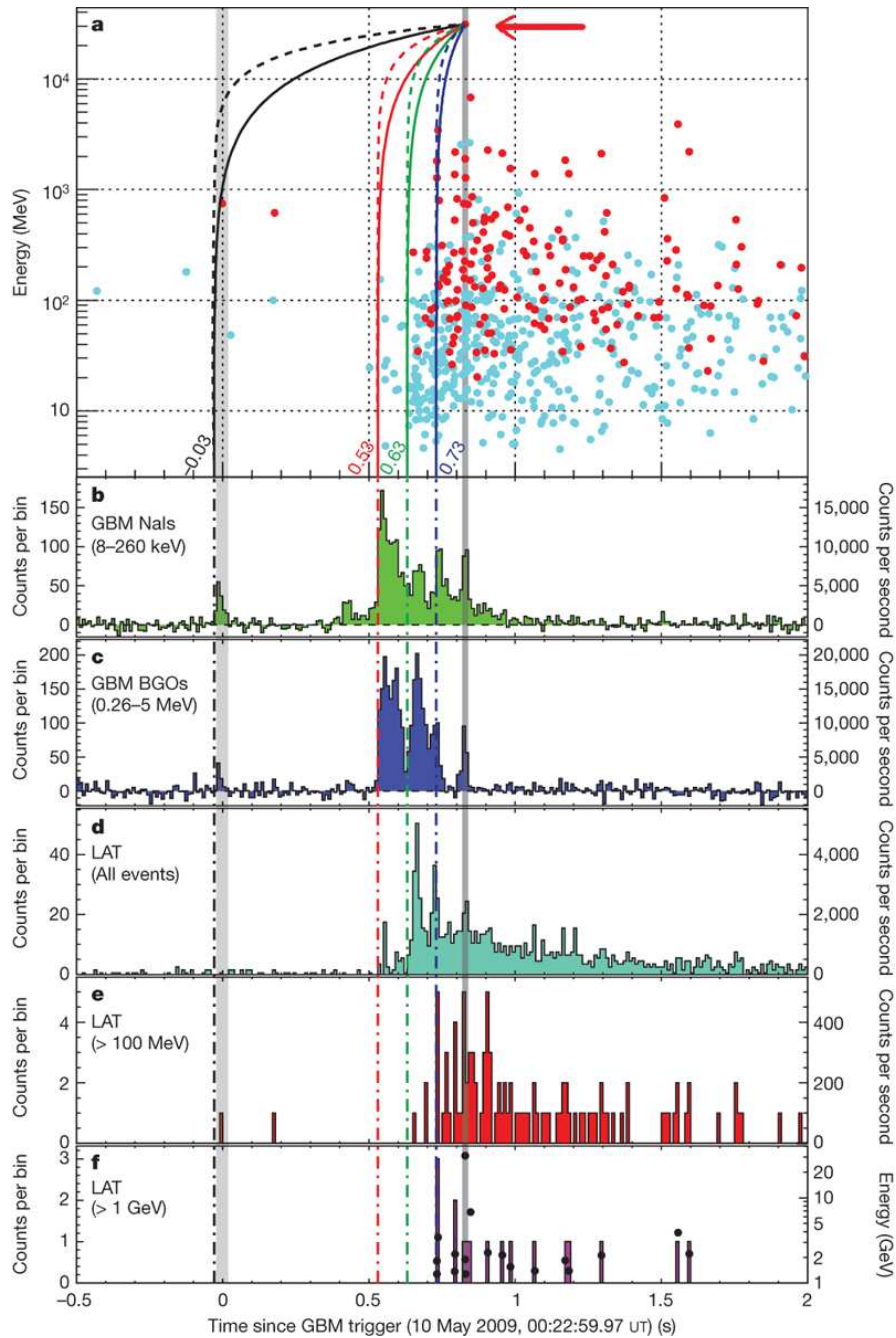 a
10⁴
10³
10²
10
Energy (MeV)
–0.03
0.53
0.63
0.73
b
GBM NaIs
(8–260 keV)
Counts per bin
150
100
50
0
15,000
10,000
5,000
0
Counts per second
c
GBM BGOs
(0.26–5 MeV)
Counts per bin
200
150
100
50
0
20,000
15,000
10,000
5,000
0
Counts per second
d
LAT
(All events)
Counts per bin
40
20
0
4,000
2,000
0
Counts per second
e
LAT
(> 100 MeV)
Counts per bin
4
2
0
400
200
0
Counts per second
f
LAT
(> 1 GeV)
Counts per bin
3
2
1
0
20
10
5
3
2
1
Energy (GeV)
–0.5
0
0.5
1
1.5
2
Time since GBM trigger (10 May 2009, 00:22:59.97 UT) (s)